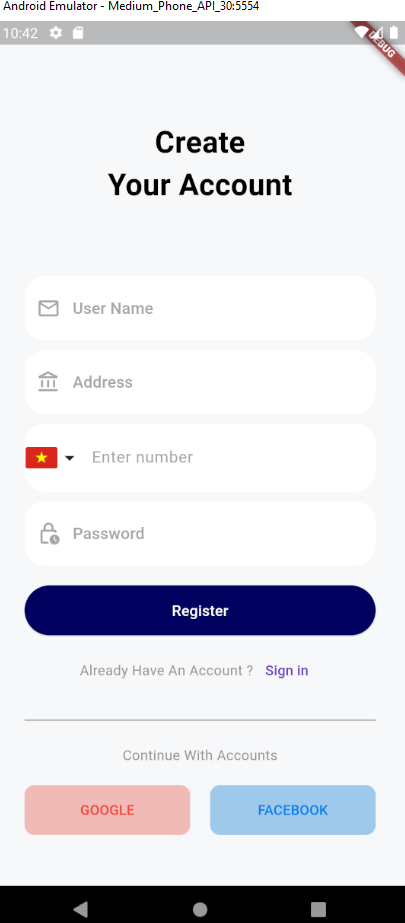 Android Emulator - Medium_Phone_API_30:5554
10:42
DEBUG
Create
Your Account
User Name
Address
Enter number
Password
Register
Already Have An Account ? Sign in
Continue With Accounts
GOOGLE FACEBOOK